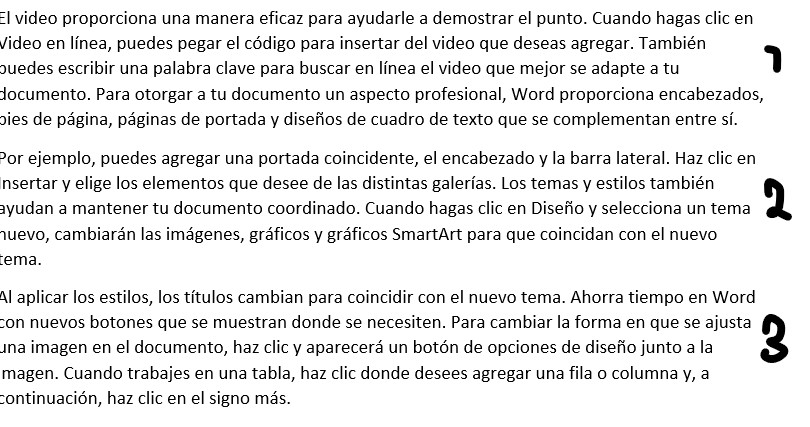 El video proporciona una manera eficaz para ayudarle a demostrar el punto. Cuando hagas clic en
Video en línea, puedes pegar el código para insertar del video que deseas agregar. También
puedes escribir una palabra clave para buscar en línea el video que mejor se adapte a tu
documento. Para otorgar a tu documento un aspecto profesional, Word proporciona encabezados,
pies de página, páginas de portada y diseños de cuadro de texto que se complementan entre sí.
1
Por ejemplo, puedes agregar una portada coincidente, el encabezado y la barra lateral. Haz clic en
Insertar y elige los elementos que desee de las distintas galerías. Los temas y estilos también
ayudan a mantener tu documento coordinado. Cuando hagas clic en Diseño y selecciona un tema
nuevo, cambiarán las imágenes, gráficos y gráficos SmartArt para que coincidan con el nuevo
tema.
2
Al aplicar los estilos, los títulos cambian para coincidir con el nuevo tema. Ahorra tiempo en Word
con nuevos botones que se muestran donde se necesiten. Para cambiar la forma en que se ajusta
una imagen en el documento, haz clic y aparecerá un botón de opciones de diseño junto a la
imagen. Cuando trabajes en una tabla, haz clic donde desees agregar una fila o columna y, a
continuación, haz clic en el signo más.
3